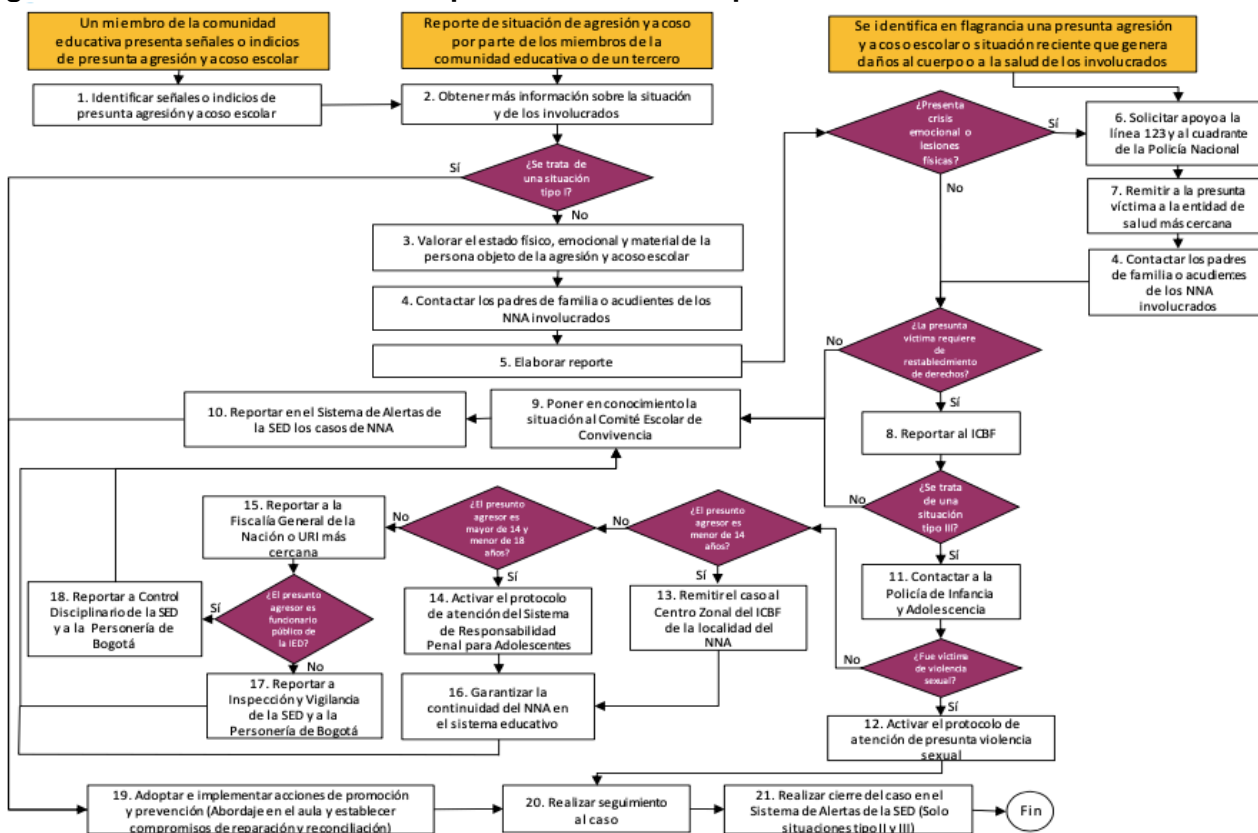 Un miembro de la comunidad
educativa presenta señales o indicios
de presunta agresión y acoso escolar
Reporte de situación de agresión y acoso
por parte de los miembros de la
comunidad educativa o de un tercero
Se identifica en flagrancia una presunta agresión
y acoso escolar o situación reciente que genera
daños al cuerpo o a la salud de los involucrados
1. Identificar señales o indicios de
presunta agresión y acoso escolar
2. Obtener más información sobre la situación
y de los involucrados
¿Presenta
crisis
emocional o
lesiones
físicas?
Sí
6. Solicitar apoyo a la
línea 123 y al cuadrante
de la Policía Nacional
Sí
¿Se trata de
una situación
tipo I?
No
No
7. Remitir a la presunta
víctima a la entidad de
salud más cercana
3. Valorar el estado físico, emocional y material de la
persona objeto de la agresión y acoso escolar
4. Contactar los padres
de familia o acudientes
de los NNA
involucrados
4. Contactar los padres de familia o acudientes de los
NNA involucrados
5. Elaborar reporte
No
¿La presunta
víctima requiere
de
restablecimiento
de derechos?
Sí
10. Reportar en el Sistema de Alertas de
la SED los casos de NNA
9. Poner en conocimiento la
situación al Comité Escolar de
Convivencia
8. Reportar al ICBF
No
¿Se trata
de una
situación
tipo III?
Sí
15. Reportar a la
Fiscalía General de la
Nación o URI más
cercana
No
¿El presunto
agresor es
mayor de 14 y
menor de 18
años?
Sí
No
¿El presunto
agresor es
menor de 14
años?
Sí
11. Contactar a la
Policía de Infancia
y Adolescencia
18. Reportar a Control
Disciplinario de la SED
y a la Personería de
Bogotá
Sí
¿El presunto
agresor es
funcionario
público de
la IED?
No
14. Activar el protocolo
de atención del Sistema
de Responsabilidad
Penal para Adolescentes
13. Remitir el caso al
Centro Zonal del ICBF
de la localidad del
NNA
No
¿Fue víctima
de violencia
sexual?
Sí
17. Reportar a
Inspección y Vigilancia
de la SED y a la
Personería de Bogotá
16. Garantizar la
continuidad del NNA en
el sistema educativo
12. Activar el protocolo de
atención de presunta violencia
sexual
19. Adoptar e implementar acciones de promoción
y prevención (Abordaje en el aula y establecer
compromisos de reparación y reconciliación)
20. Realizar seguimiento
al caso
21. Realizar cierre del caso en el
Sistema de Alertas de la SED (Solo
situaciones tipo II y III)
Fin